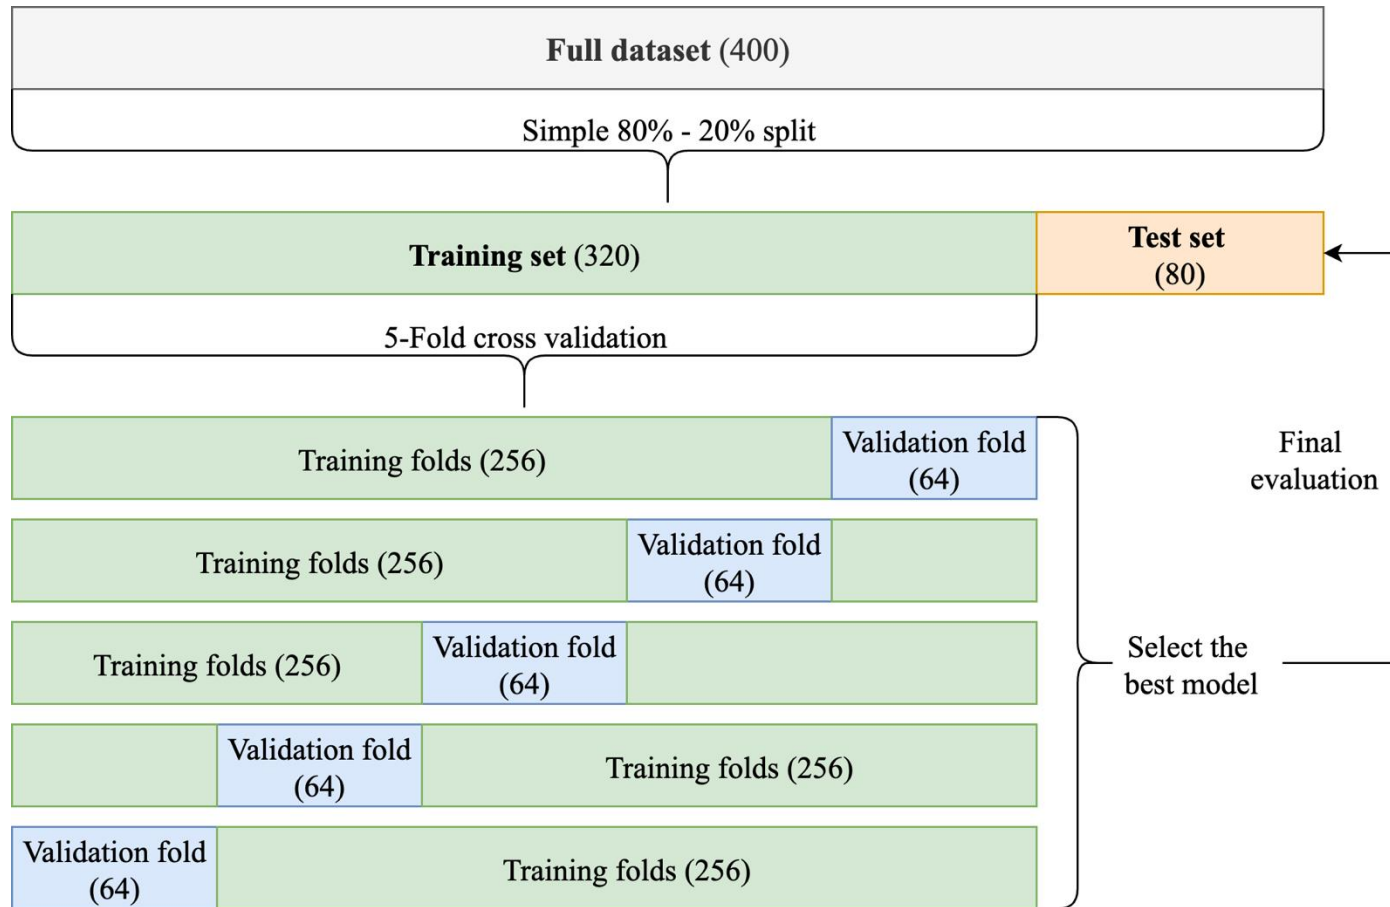 Full dataset (400)
Simple 80% - 20% split
Training set (320)
Test set
(80)
5-Fold cross validation
Training folds (256)
Validation fold
(64)
Final
evaluation
Training folds (256)
Validation fold
(64)
Training folds (256)
Validation fold
(64)
Select the
best model
Validation fold
(64)
Training folds (256)
Validation fold
(64)
Training folds (256)